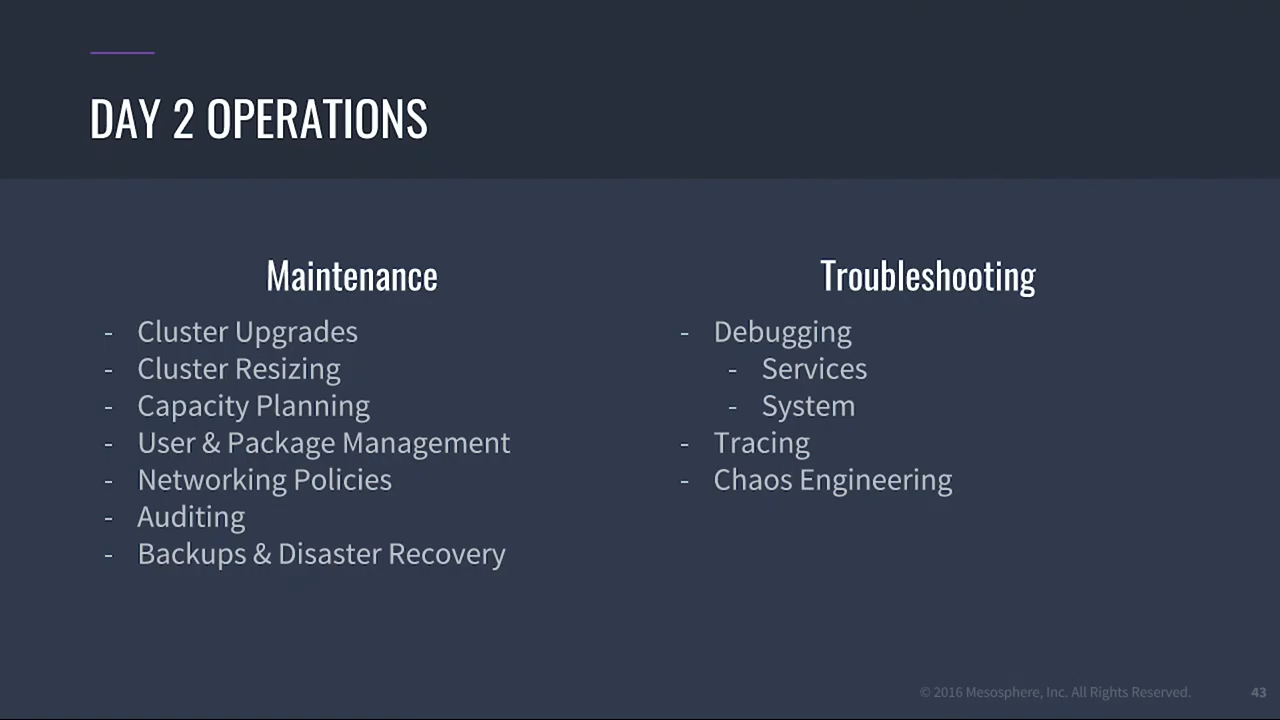 DAY 2 OPERATIONS
Maintenance
- Cluster Upgrades
- Cluster Resizing
- Capacity Planning
- User & Package Management
- Networking Policies
- Auditing
- Backups & Disaster Recovery
Troubleshooting
- Debugging
- Services
- System
- Tracing
- Chaos Engineering
© 2016 Mesosphere, Inc. All Rights Reserved.
43